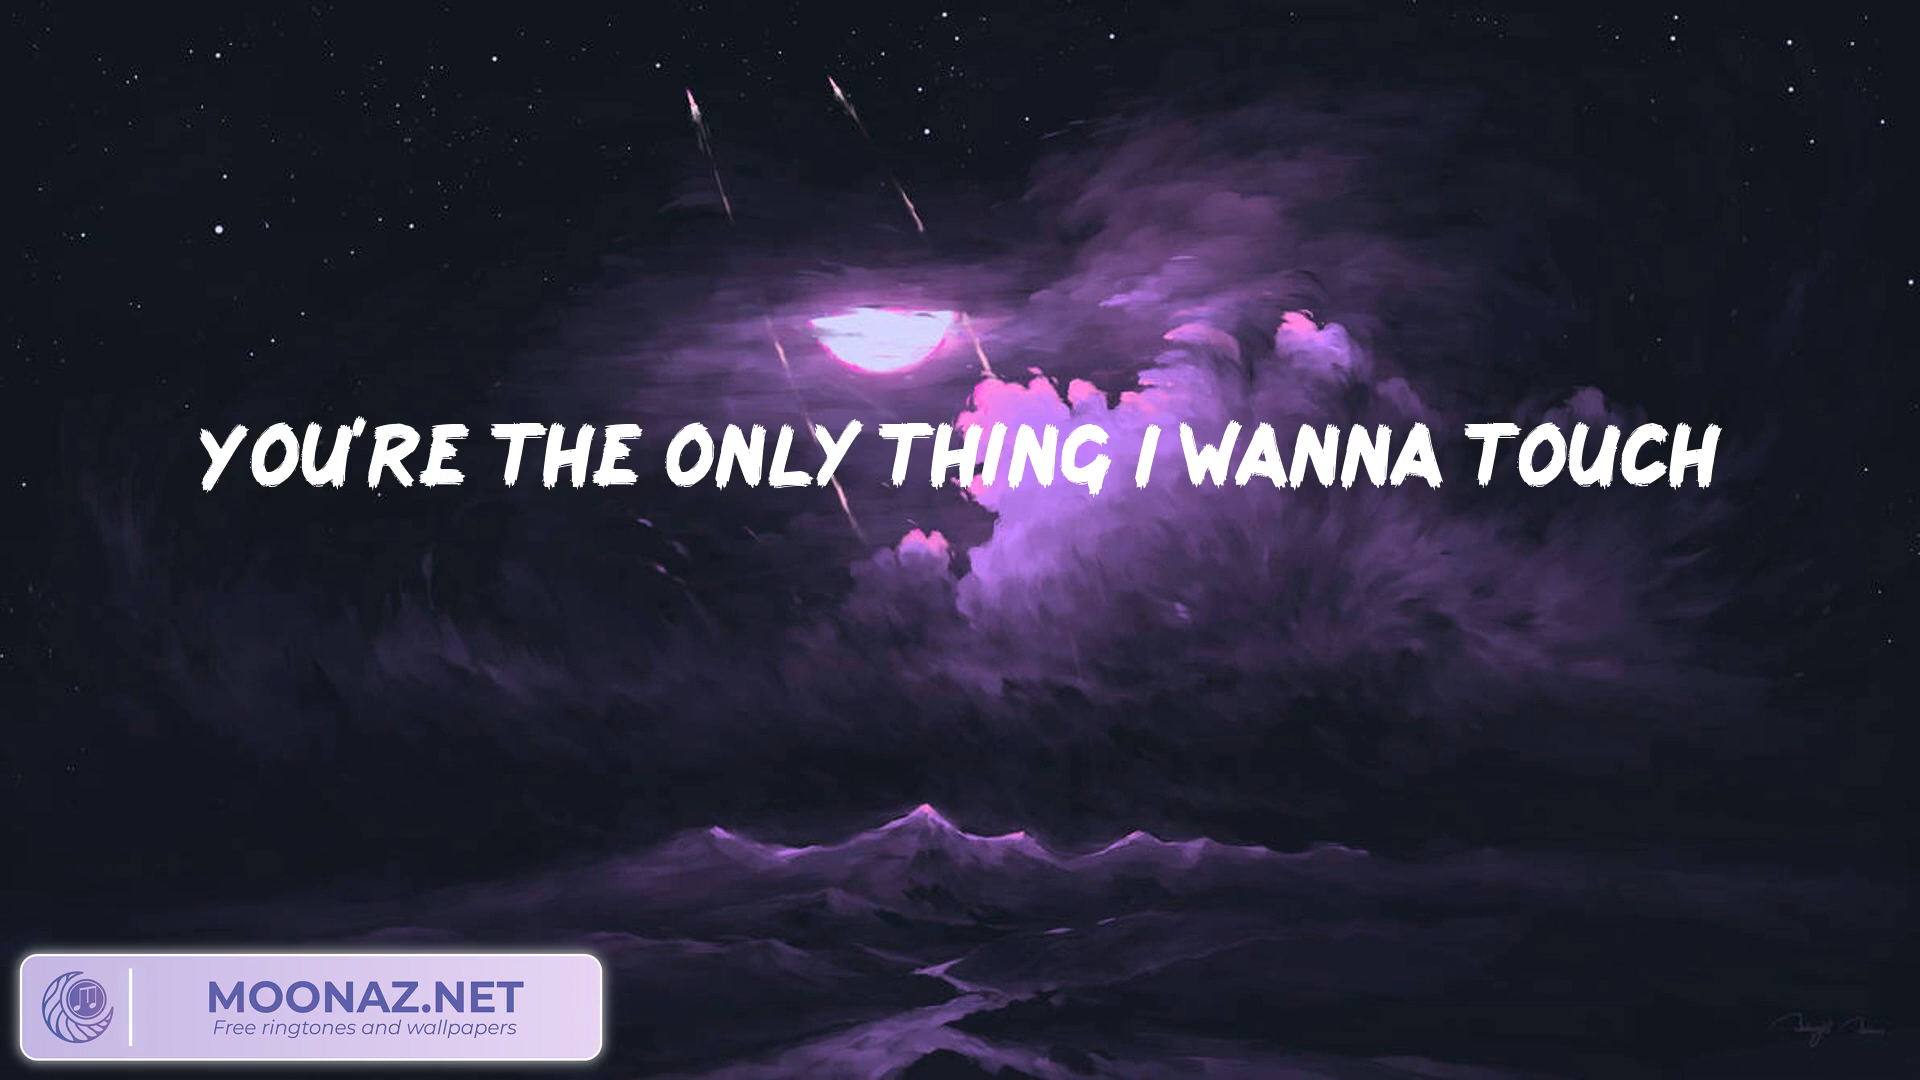 YOU'RE THE ONLY THING I WANNA TOUCH
MOONAZ.NET
Free ringtones and wallpapers